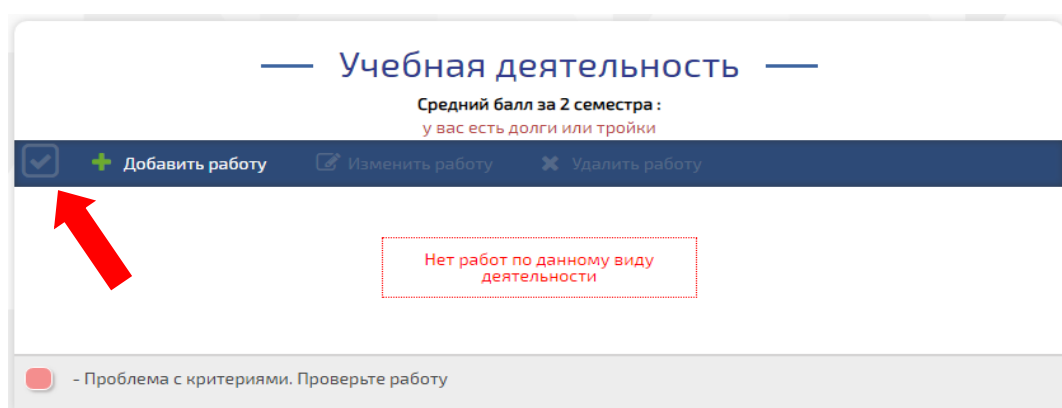 Учебная деятельность
Средний балл за 2 семестра :
у вас есть долги или тройки
Добавить работу Изменить работу Удалить работу
Нет работ по данному виду
деятельности
- Проблема с критериями. Проверьте работу